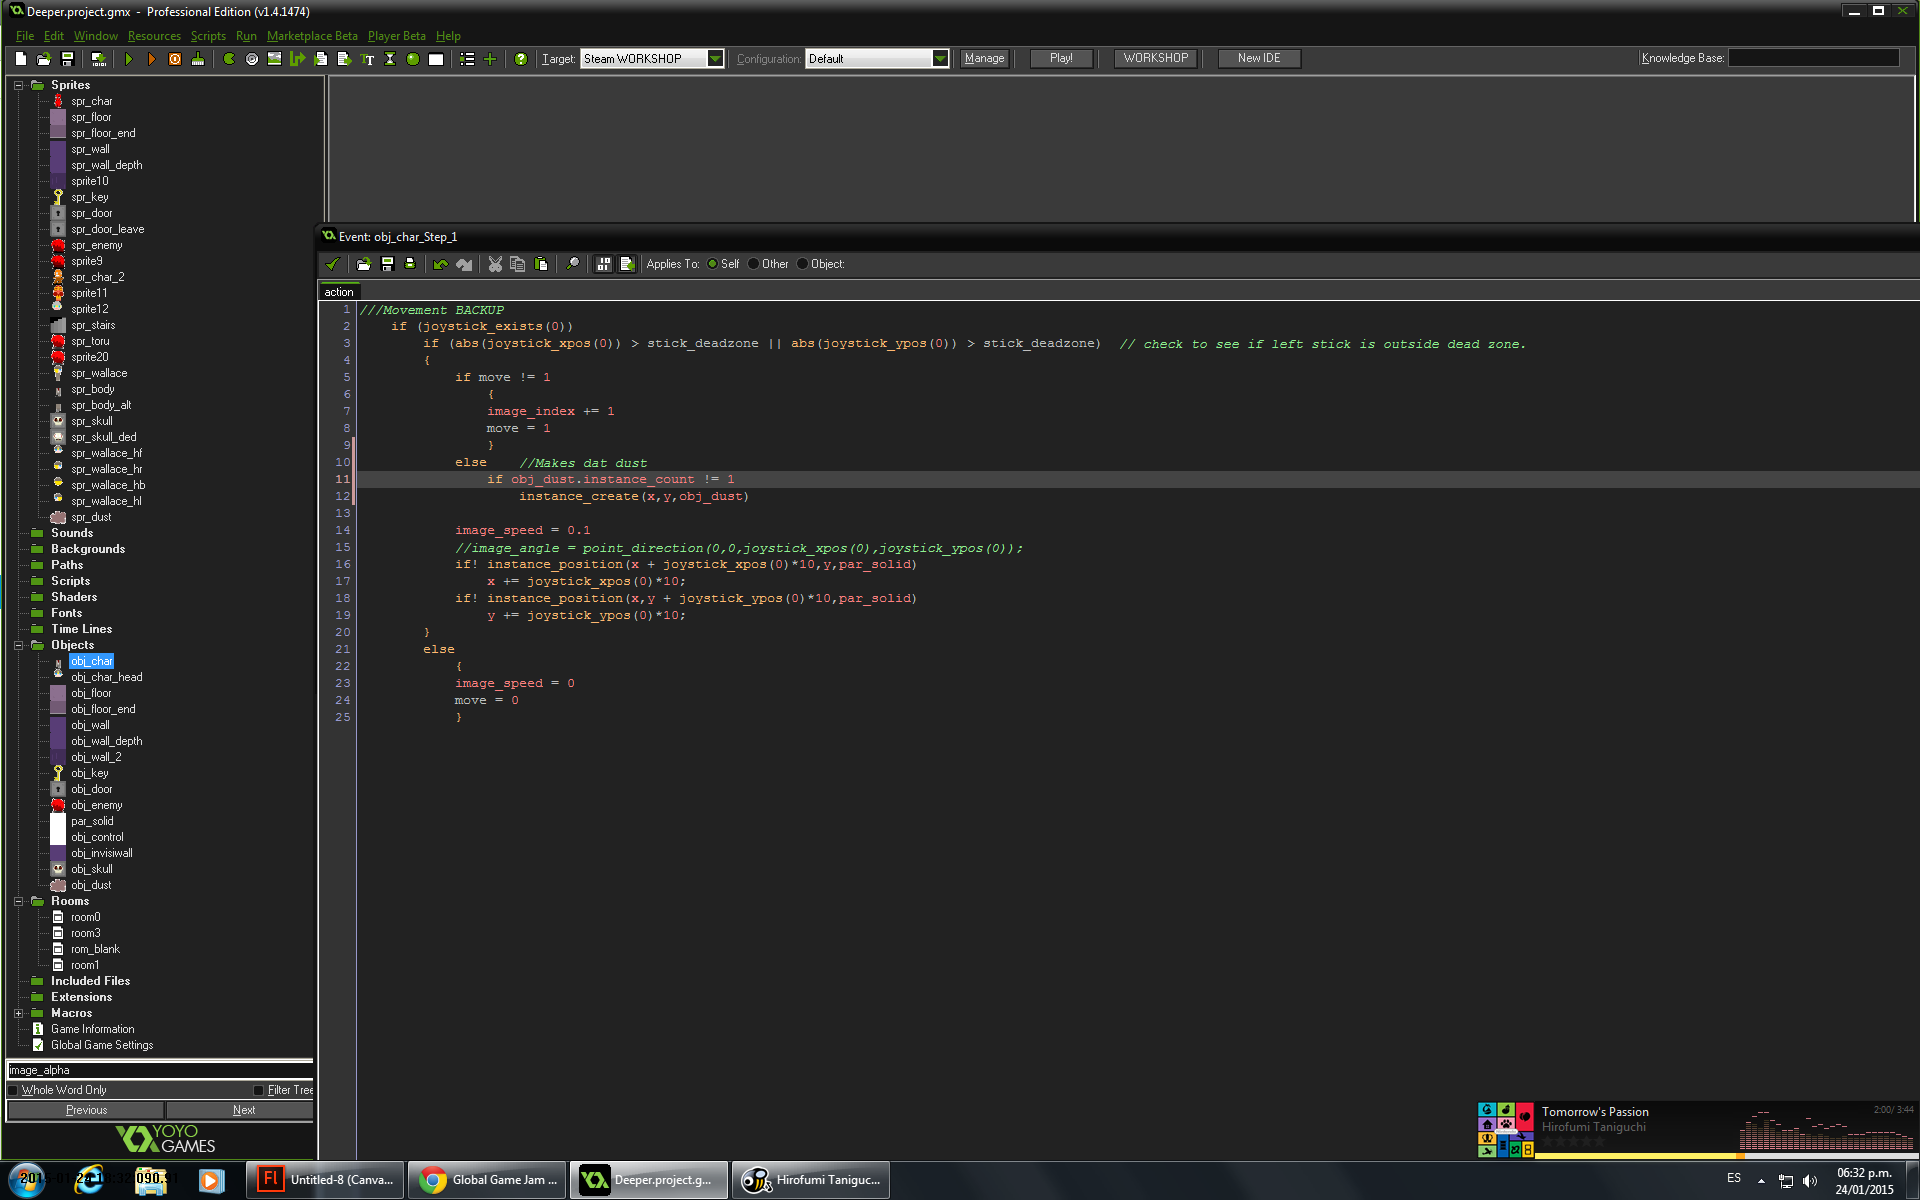 Deeper.project.gmx - Professional Edition (v1.4.1474)
File Edit Window Resources Scripts Run Marketplace Beta Player Beta Help
Target: Steam WORKSHOP Configuration: Default Manage Play! WORKSHOP New IDE Knowledge Base:
Sprites
spr_char
spr_floor
spr_floor_end
spr_wall
spr_wall_depth
sprite10
spr_key
spr_door
spr_door_leave
spr_enemy
sprite9
spr_char_2
sprite11
sprite12
spr_stairs
spr_toru
sprite20
spr_wallace
spr_body
spr_body_alt
spr_skull
spr_skull_ded
spr_wallace_hf
spr_wallace_hr
spr_wallace_hb
spr_wallace_hl
spr_dust
Sounds
Backgrounds
Paths
Scripts
Shaders
Fonts
Time Lines
Objects
obj_char
obj_char_head
obj_floor
obj_floor_end
obj_wall
obj_wall_depth
obj_wall_2
obj_key
obj_door
obj_enemy
par_solid
obj_control
obj_invisiwall
obj_skull
obj_dust
Rooms
room0
room3
rom_blank
room1
Included Files
Extensions
Macros
Game Information
Global Game Settings
image_alpha
Whole Word Only Filter Tree
Previous Next
YOYO
GAMES
Event: obj_char_Step_1
Applies To: Self Other Object:
action
1 ///Movement BACKUP
2 if (joystick_exists(0))
3 if (abs(joystick_xpos(0)) > stick_deadzone || abs(joystick_ypos(0)) > stick_deadzone) // check to see if left stick is outside dead zone.
4 {
5 if move != 1
6 {
7 image_index += 1
8 move = 1
9 }
10 else //Makes dat dust
11 if obj_dust.instance_count != 1
12 instance_create(x,y,obj_dust)
13
14 image_speed = 0.1
15 //image_angle = point_direction(0,0,joystick_xpos(0),joystick_ypos(0));
16 if! instance_position(x + joystick_xpos(0)*10,y,par_solid)
17 x += joystick_xpos(0)*10;
18 if! instance_position(x,y + joystick_ypos(0)*10,par_solid)
19 y += joystick_ypos(0)*10;
20 }
21 else
22 {
23 image_speed = 0
24 move = 0
25 }
Tomorrow's Passion
Hirofumi Taniguchi
2:00/ 3:44
Untitled-8 (Canva...
Global Game Jam ...
Deeper.project.g...
Hirofumi Taniguc...
ES
06:32 p.m.
24/01/2015